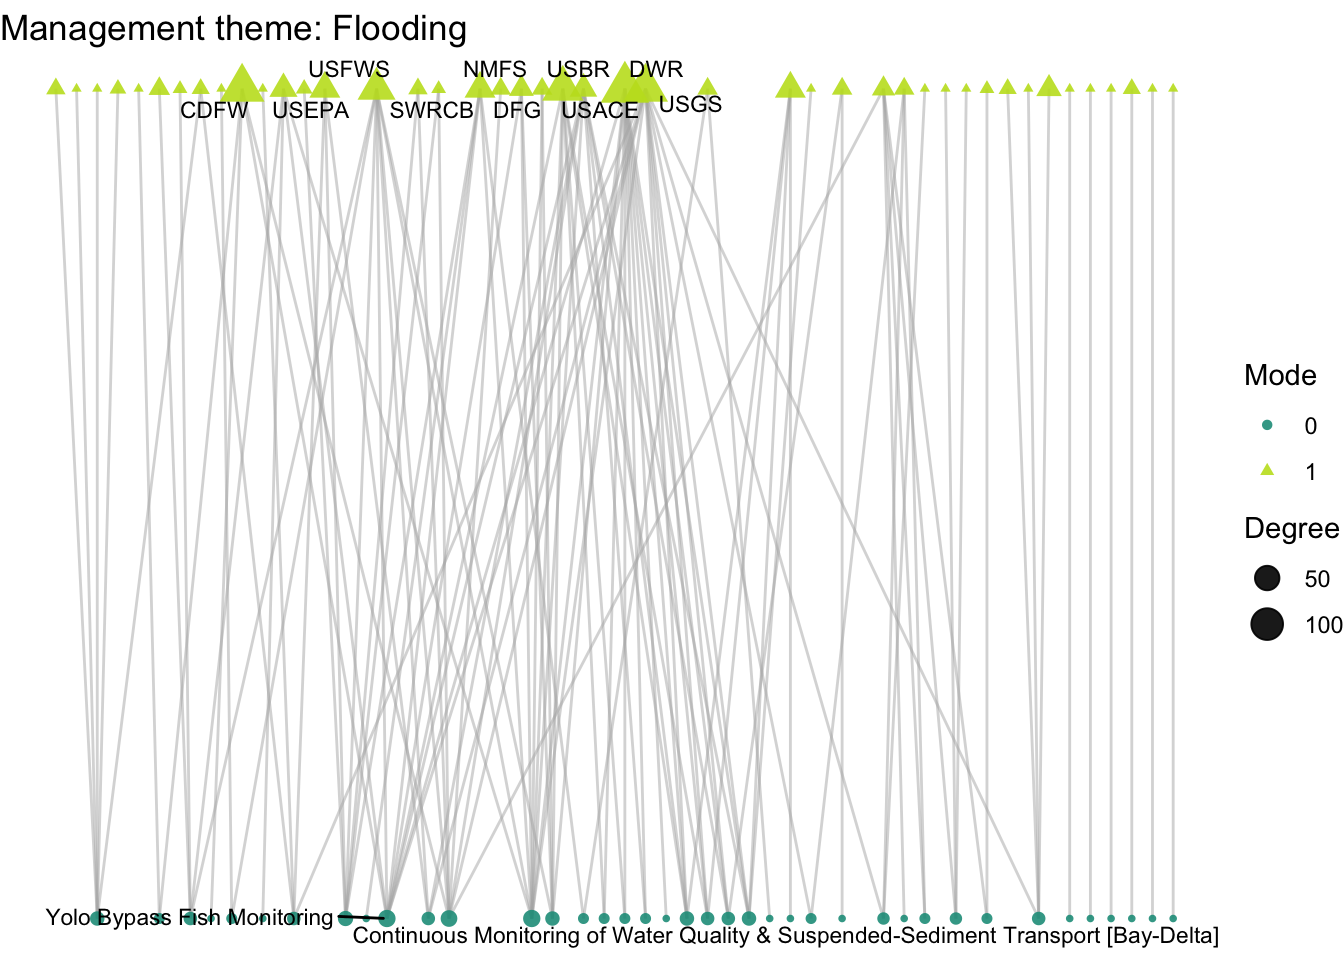 Management theme: Flooding
USFWS NMFS USBR DWR
CDFW USEPA SWRCB DFG USACE USGS
Mode
0
1
Degree
50
100
Yolo Bypass Fish Monitoring
Continuous Monitoring of Water Quality & Suspended-Sediment Transport [Bay-Delta]